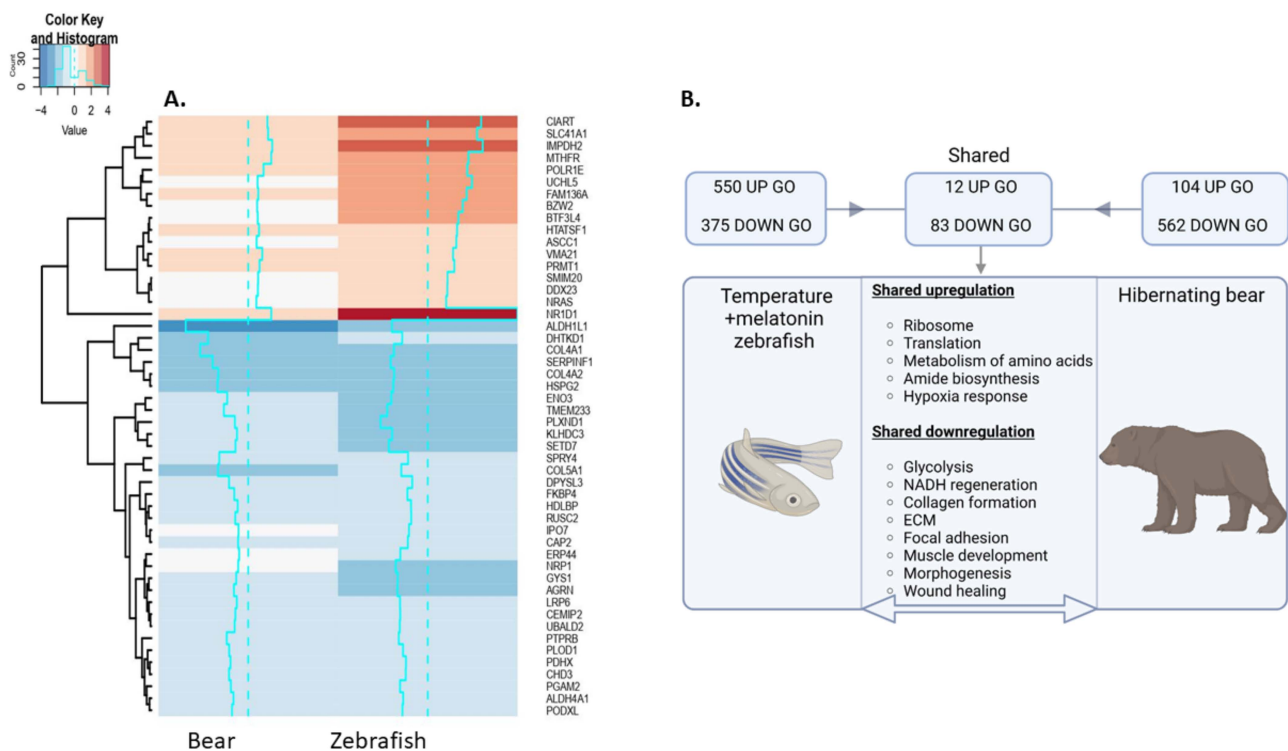 Color Key
and Histogram
Count
0 30
−4 0 2 4
Value
A.
CIART
SLC41A1
IMPDH2
MTHFR
POLR1E
UCHL5
FAM136A
BZW2
BTF3L4
HTATSF1
ASCC1
VMA21
PRMT1
SMIM20
DDX23
NRAS
NR1D1
ALDH1L1
DHTKD1
COL4A1
SERPINF1
COL4A2
HSPG2
ENO3
TMEM233
PLXND1
KLHDC3
SETD7
SPRY4
COL5A1
DPYSL3
FKBP4
HDLBP
RUSC2
IPO7
CAP2
ERP44
NRP1
GYS1
AGRN
LRP6
CEMIP2
UBALD2
PTPRB
PLOD1
PDHX
CHD3
PGAM2
ALDH4A1
PODXL
Bear Zebrafish
B.
Shared
550 UP GO
375 DOWN GO
12 UP GO
83 DOWN GO
104 UP GO
562 DOWN GO
Temperature
+melatonin
zebrafish
Shared upregulation
Ribosome
Translation
Metabolism of amino acids
Amide biosynthesis
Hypoxia response
Shared downregulation
Glycolysis
NADH regeneration
Collagen formation
ECM
Focal adhesion
Muscle development
Morphogenesis
Wound healing
Hibernating bear